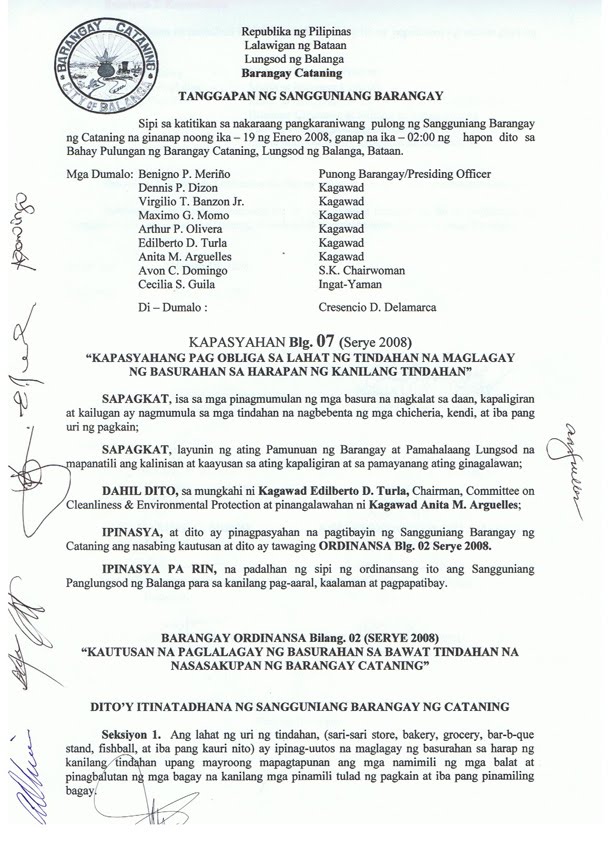 BARANGAY CATANING
CITY OF BALANGA
Republika ng Pilipinas
Lalawigan ng Bataan
Lungsod ng Balanga
Barangay Cataning
TANGGAPAN NG SANGGUNIANG BARANGAY
Sipi sa katitikan sa nakaraang pangkaraniwang pulong ng Sangguniang Barangay
ng Cataning na ginanap noong ika – 19 ng Enero 2008, ganap na ika – 02:00 ng hapon dito sa
Bahay Pulungan ng Barangay Cataning, Lungsod ng Balanga, Bataan.
Mga Dumalo: Benigno P. Meriño Punong Barangay/Presiding Officer
Dennis P. Dizon Kagawad
Virgilio T. Banzon Jr. Kagawad
Maximo G. Momo Kagawad
Arthur P. Olivera Kagawad
Edilberto D. Turla Kagawad
Anita M. Arguelles Kagawad
Avon C. Domingo S.K. Chairwoman
Cecilia S. Guila Ingat-Yaman
Di – Dumalo : Cresencio D. Delamarca
KAPASYAHAN Blg. 07 (Serye 2008)
“KAPASYAHANG PAG OBLIGA SA LAHAT NG TINDAHAN NA MAGLAGAY
NG BASURAHAN SA HARAPAN NG KANILANG TINDAHAN”
SAPAGKAT, isa sa mga pinagmumulan ng mga basura na nagkalat sa daan, kapaligiran
at kailugan ay nagmumula sa mga tindahan na nagbebenta ng mga chicheria, kendi, at iba pang
uri ng pagkain;
SAPAGKAT, layunin ng ating Pamunuan ng Barangay at Pamahalaang Lungsod na
mapanatili ang kalinisan at kaayusan sa ating kapaligiran at sa pamayanang ating ginagalawan;
DAHIL DITO, sa mungkahi ni Kagawad Edilberto D. Turla, Chairman, Committee on
Cleanliness & Environmental Protection at pinangalawahan ni Kagawad Anita M. Arguelles;
IPINASYA, at dito ay pinagpasyahan na pagtibayin ng Sangguniang Barangay ng
Cataning ang nasabing kautusan at dito ay tawaging ORDINANSA Blg. 02 Serye 2008.
IPINASYA PA RIN, na padalhan ng sipi ng ordinansang ito ang Sangguniang
Panglungsod ng Balanga para sa kanilang pag-aaral, kaalaman at pagpapatibay.
BARANGAY ORDINANSA Bilang. 02 (SERYE 2008)
“KAUTUSAN NA PAGLALAGAY NG BASURAHAN SA BAWAT TINDAHAN NA
NASASAKUPAN NG BARANGAY CATANING”
DITO’Y ITINATADHANA NG SANGGUNIANG BARANGAY NG CATANING
Seksiyon 1. Ang lahat ng uri ng tindahan, (sari-sari store, bakery, grocery, bar-b-que
stand, fishball, at iba pang kauri nito) ay ipinag-uutos na maglagay ng basurahan sa harap ng
kanilang tindahan upang mayroong mapagtapunan ang mga namimili ng mga balat at
pinagbalutan ng mga bagay na kanilang mga pinamili tulad ng pagkain at iba pang pinamiling
bagay.